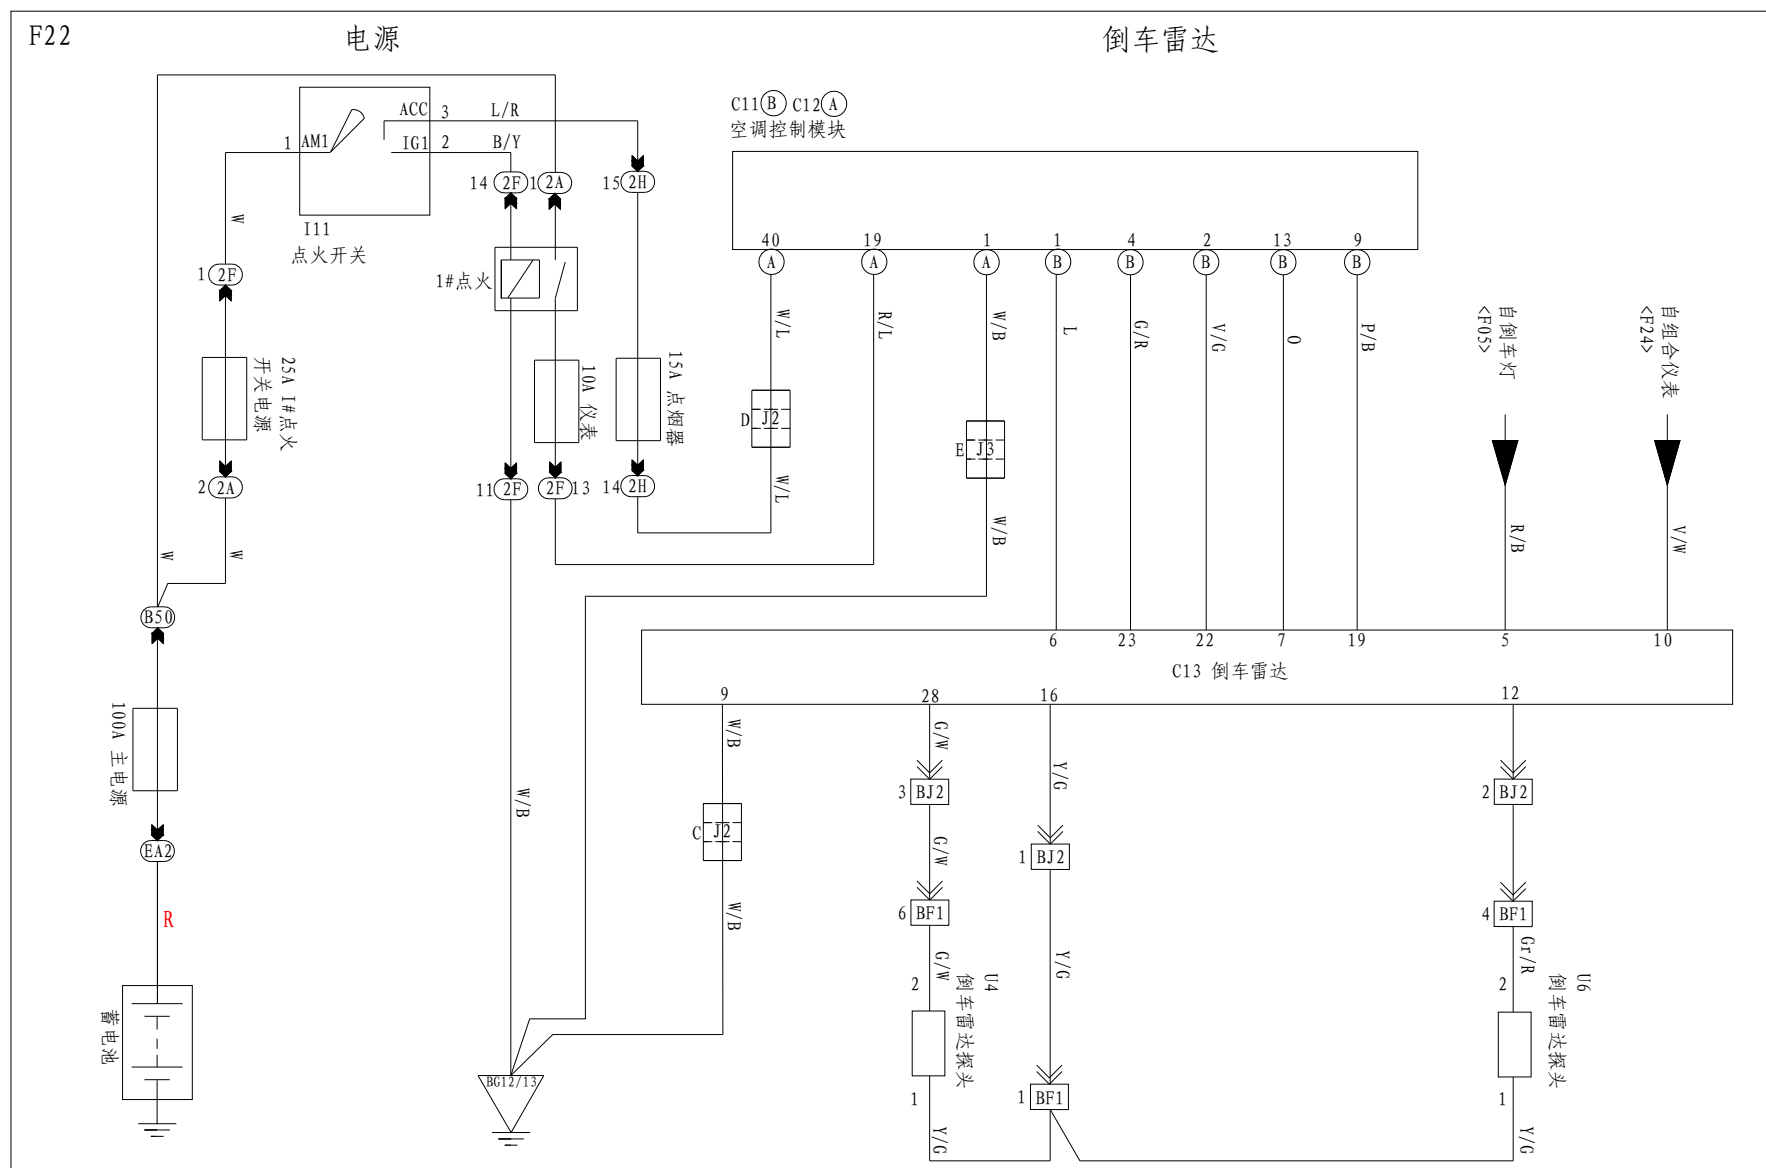 F22
电源
倒车雷达
ACC 3 L/R
1 AM1
IG1 2 B/Y
14 2F
1 2A
15 2H
I11
点火开关
W
1 2F
1#点火
25A I#点火
开关电源
10A 仪表
15A 点烟器
2 2A
11 2F
2F 13
14 2H
W
W
B50
100A 主电源
EA2
R
蓄电池
W/B
BG12/13
C11 B C12 A
空调控制模块
40 19 1 1 4 2 13 9
A A A B B B B B
W/L
R/L
W/B
L
G/R
V/G
O
P/B
自倒车灯
<F05>
自组合仪表
<F24>
D J2
E J3
W/L
W/B
R/B
V/W
6 23 22 7 19 5 10
C13 倒车雷达
9 28 16 12
W/B
G/W
Y/G
3 BJ2
2 BJ2
C J2
1 BJ2
G/W
W/B
6 BF1
4 BF1
G/W
Y/G
Gr/R
2
U4
倒车雷达探头
2
U6
倒车雷达探头
1
1 BF1
1
Y/G
Y/G